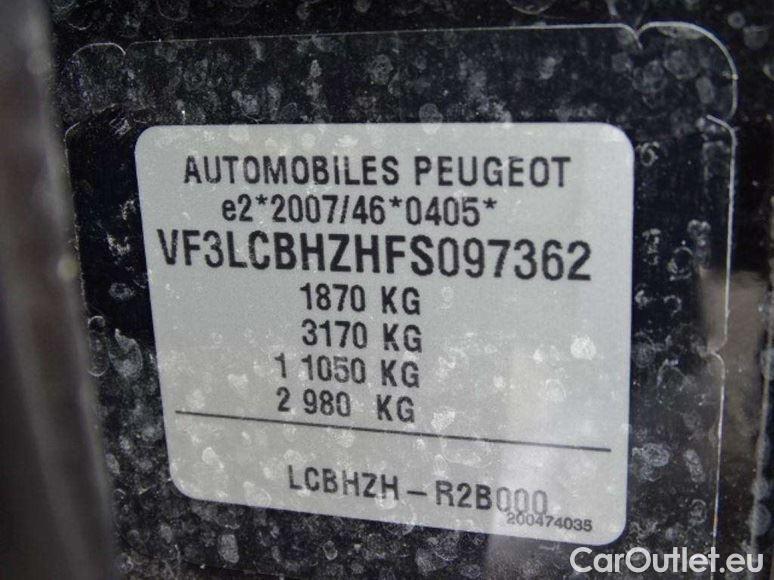 AUTOMOBILES PEUGEOT
e2*2007/46*0405*
VF3LCBHZHFS097362
1870 KG
3170 KG
1 1050 KG
2 980 KG
LCBHZH - R2B000
200474035
CarOutlet.eu